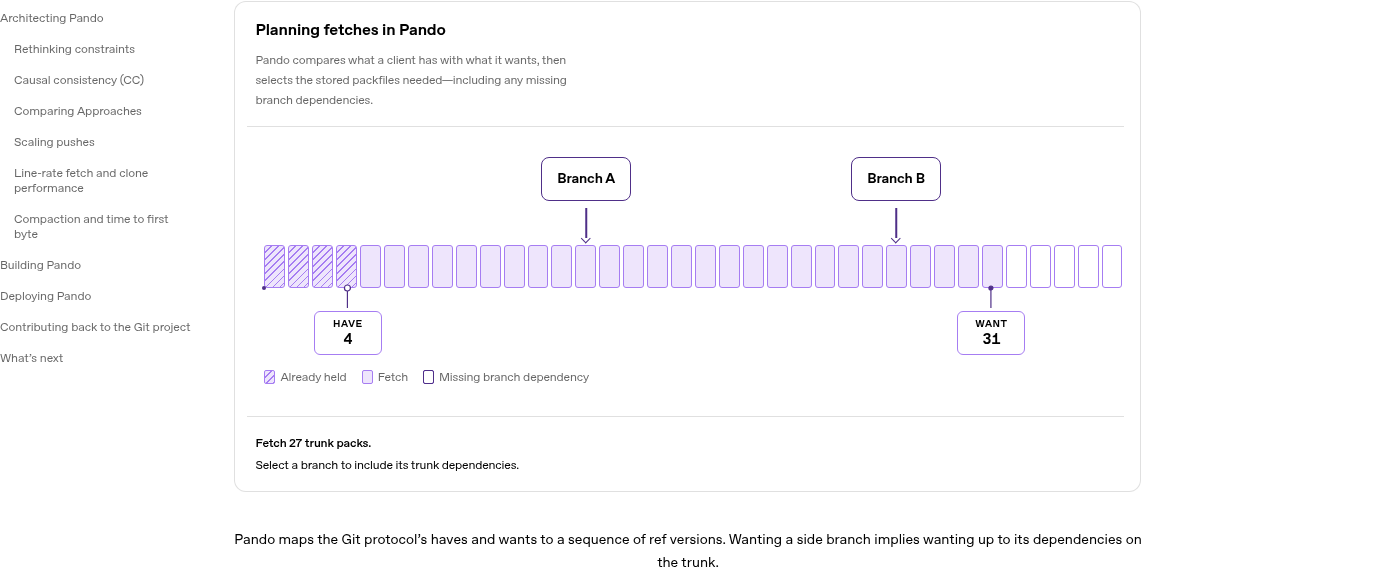 Architecting Pando
Rethinking constraints
Causal consistency (CC)
Comparing Approaches
Scaling pushes
Line-rate fetch and clone
performance
Compaction and time to first
byte
Building Pando
Deploying Pando
Contributing back to the Git project
What’s next
Planning fetches in Pando
Pando compares what a client has with what it wants, then
selects the stored packfiles needed—including any missing
branch dependencies.
Branch A
Branch B
HAVE
4
WANT
31
Already held
Fetch
Missing branch dependency
Fetch 27 trunk packs.
Select a branch to include its trunk dependencies.
Pando maps the Git protocol’s haves and wants to a sequence of ref versions. Wanting a side branch implies wanting up to its dependencies on
the trunk.